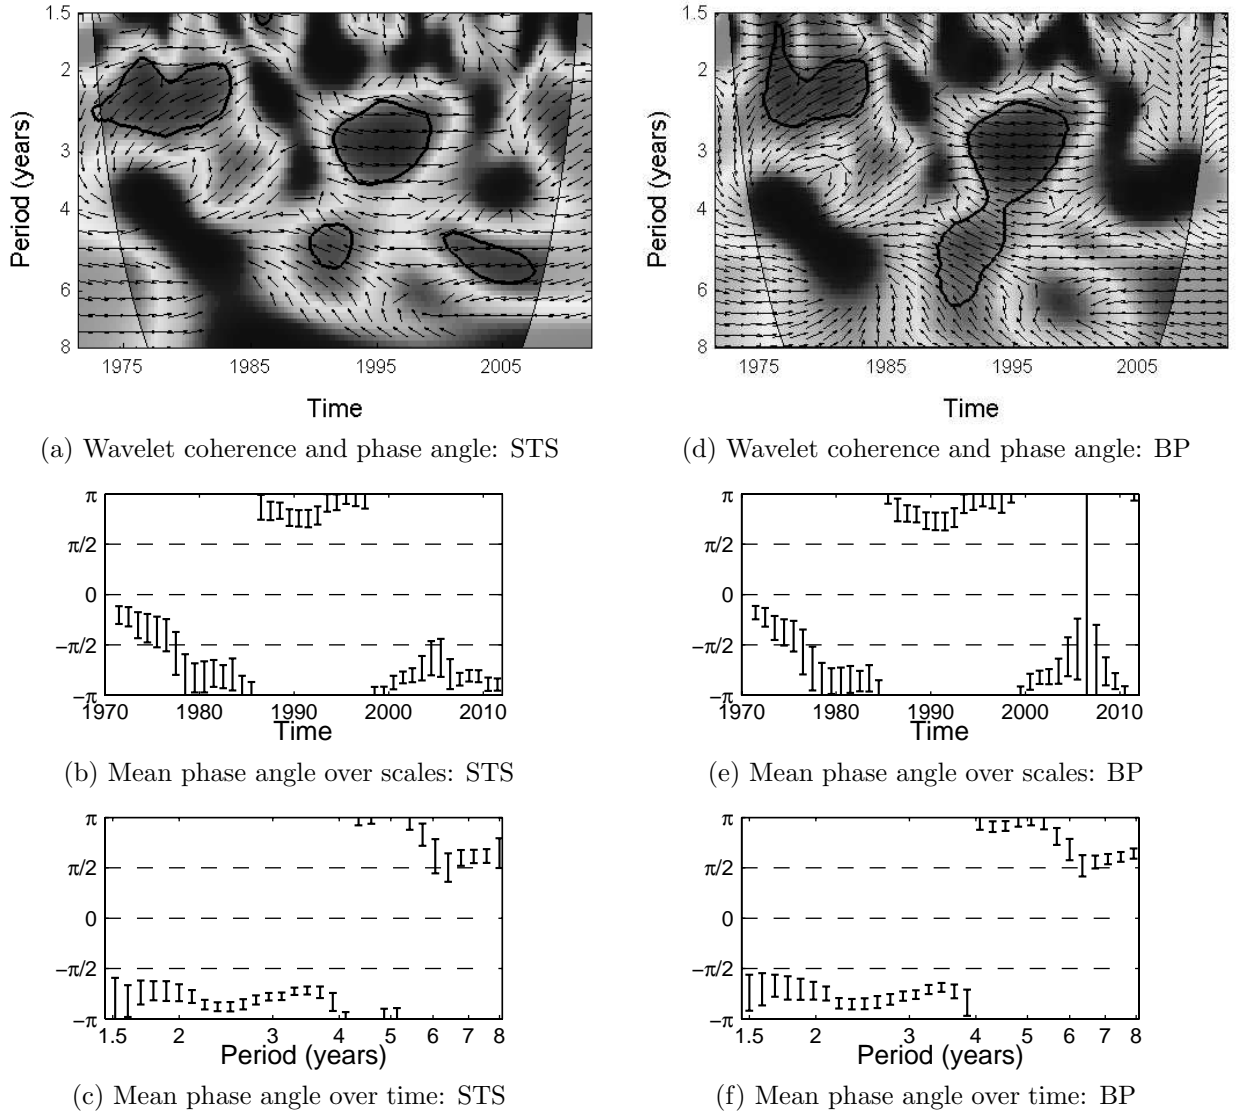 1.5
2
3
4
6
8
Period (years)
1975 1985 1995 2005
Time
(a) Wavelet coherence and phase angle: STS
1.5
2
3
4
6
8
Period (years)
1975 1985 1995 2005
Time
(d) Wavelet coherence and phase angle: BP
π
π/2
0
−π/2
−π
1970 1980 1990 2000 2010
Time
(b) Mean phase angle over scales: STS
π
π/2
0
−π/2
−π
1970 1980 1990 2000 2010
Time
(e) Mean phase angle over scales: BP
π
π/2
0
−π/2
−π
1.5 2 3 4 5 6 7 8
Period (years)
(c) Mean phase angle over time: STS
π
π/2
0
−π/2
−π
1.5 2 3 4 5 6 7 8
Period (years)
(f) Mean phase angle over time: BP